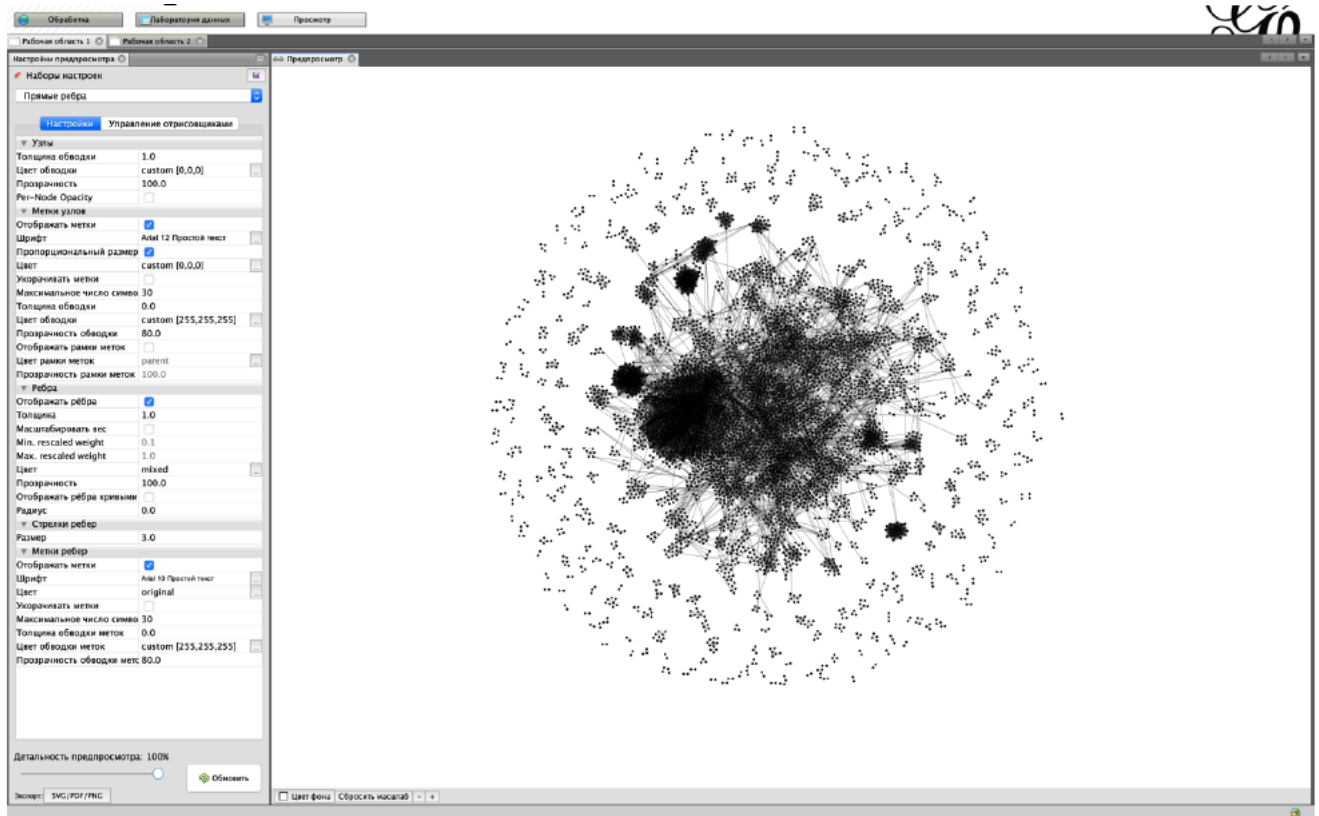 Обработка Лаборатория данных Просмотр
Рабочая область 1 Рабочая область 2
Настройки предпросмотра Предпросмотр
Наборы настроек
Прямые ребра
Настройки Управление отрисовщиками
Узлы
Толщина обводки 1.0
Цвет обводки custom [0,0,0] ...
Прозрачность 100.0
Per-Node Opacity
Метки узлов
Отображать метки
Шрифт Arial 12 Простой текст ...
Пропорциональный размер
Цвет custom [0,0,0] ...
Укорачивать метки
Максимальное число симво 30
Толщина обводки 0.0
Цвет обводки custom [255,255,255] ...
Прозрачность обводки 80.0
Отображать рамки меток
Цвет рамки меток parent ...
Прозрачность рамки меток 100.0
Ребра
Отображать рёбра
Толщина 1.0
Масштабировать вес
Min. rescaled weight 0.1
Max. rescaled weight 1.0
Цвет mixed ...
Прозрачность 100.0
Отображать рёбра кривыми
Радиус 0.0
Стрелки ребер
Размер 3.0
Метки ребер
Отображать метки
Шрифт Arial 10 Простой текст ...
Цвет original ...
Укорачивать метки
Максимальное число симво 30
Толщина обводки меток 0.0
Цвет обводки меток custom [255,255,255] ...
Прозрачность обводки метс 80.0
Детальность предпросмотра: 100%
Обновить
Экспорт: SVG/PDF/PNG
Цвет фона Сбросить масштаб - +